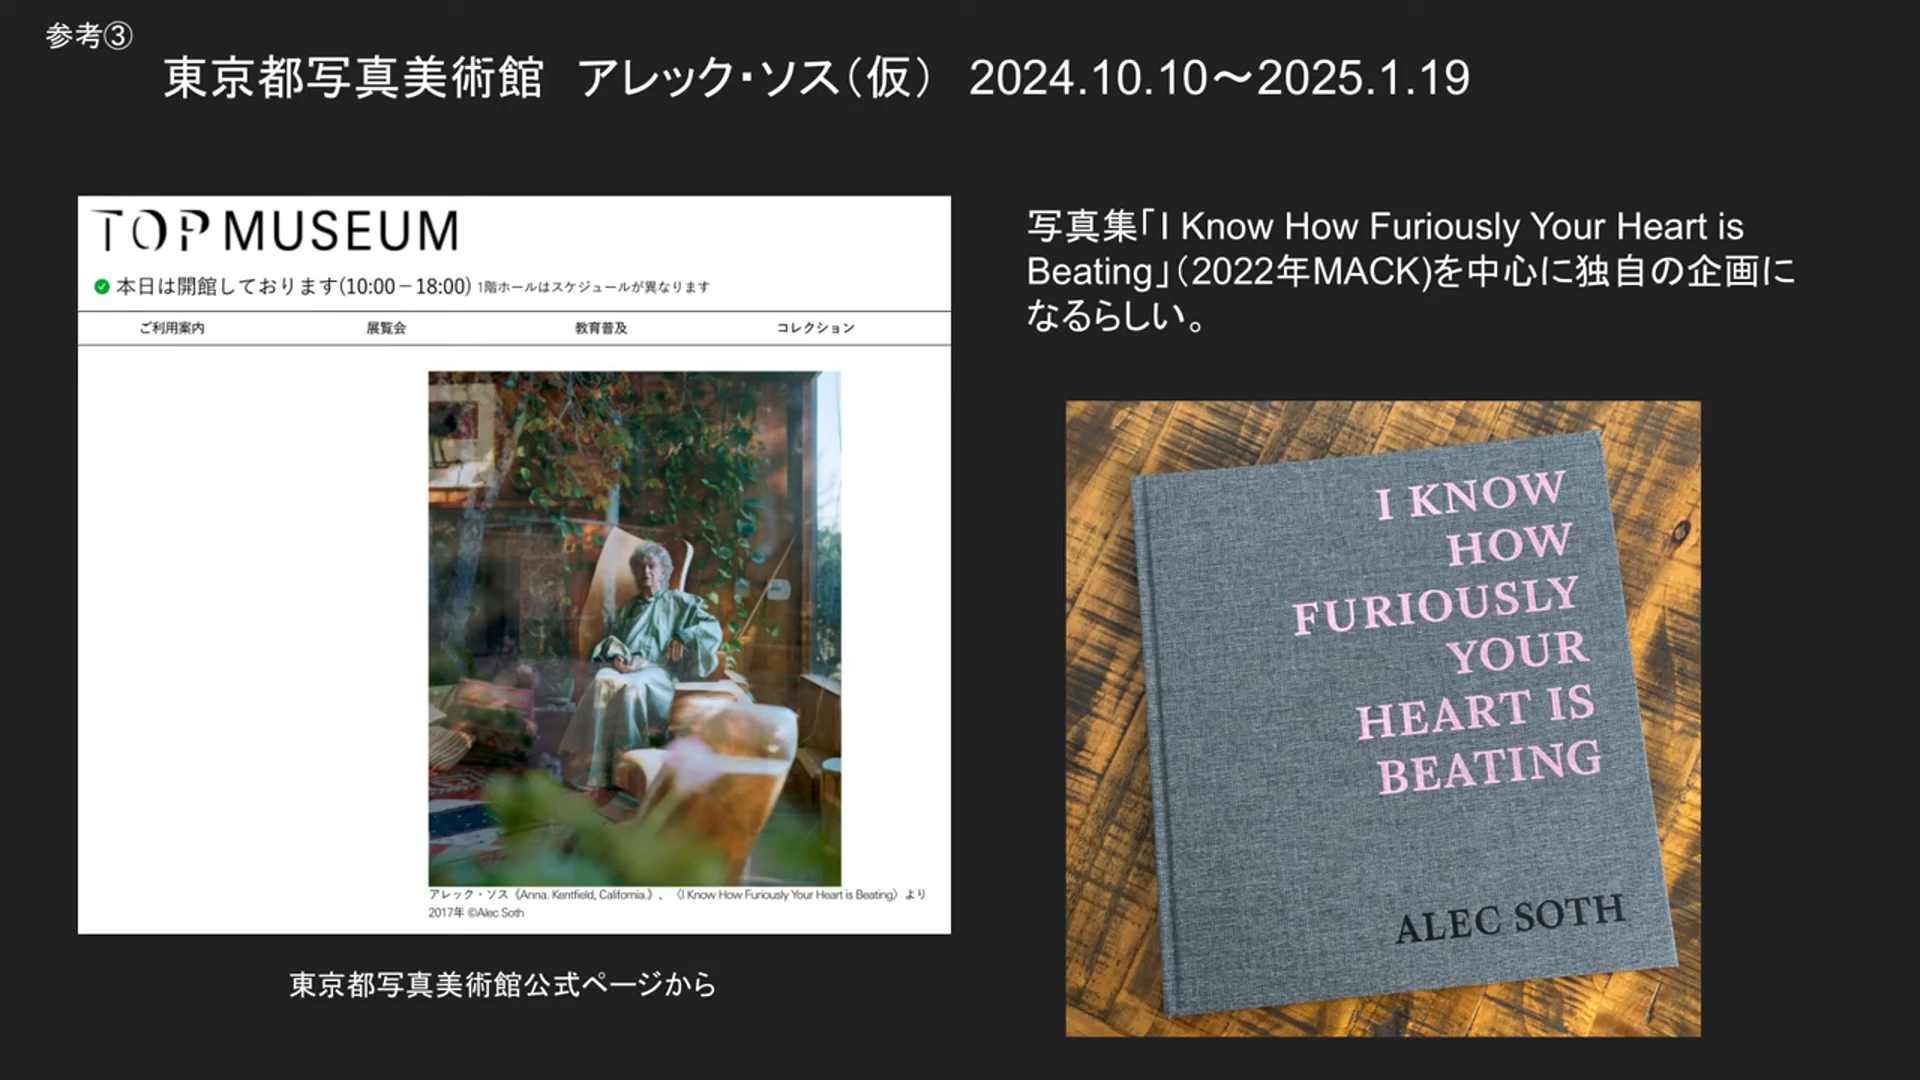 参考③
東京都写真美術館　アレック・ソス（仮）　2024.10.10～2025.1.19
TOP MUSEUM
本日は開館しております(10:00－18:00) 1階ホールはスケジュールが異なります
ご利用案内 展覧会 教育普及 コレクション
アレック・ソス《Anna. Kentfield, California.》、〈I Know How Furiously Your Heart is Beating〉より
2017年 ©Alec Soth
東京都写真美術館公式ページから
写真集「I Know How Furiously Your Heart is
Beating」（2022年MACK)を中心に独自の企画に
なるらしい。
I KNOW
HOW
FURIOUSLY
YOUR
HEART IS
BEATING
ALEC SOTH